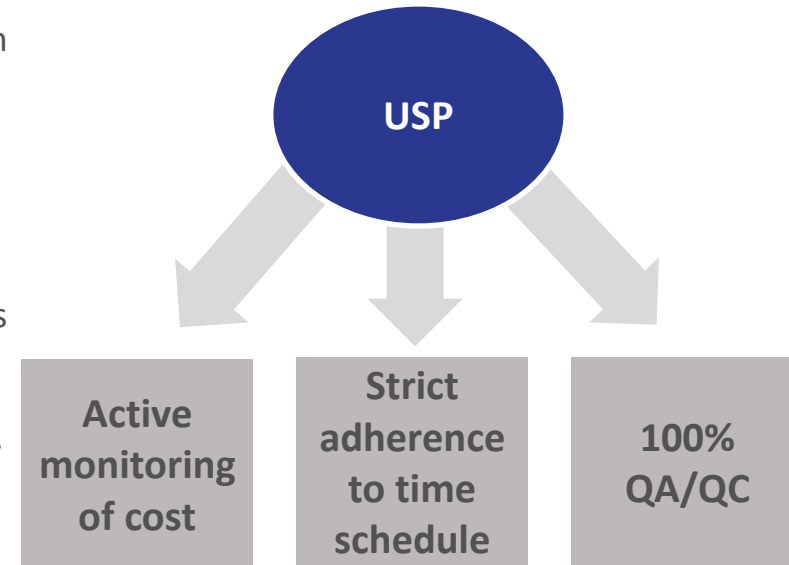 n
USP
s
Active
monitoring
of cost
Strict
adherence
to time
schedule
100%
QA/QC